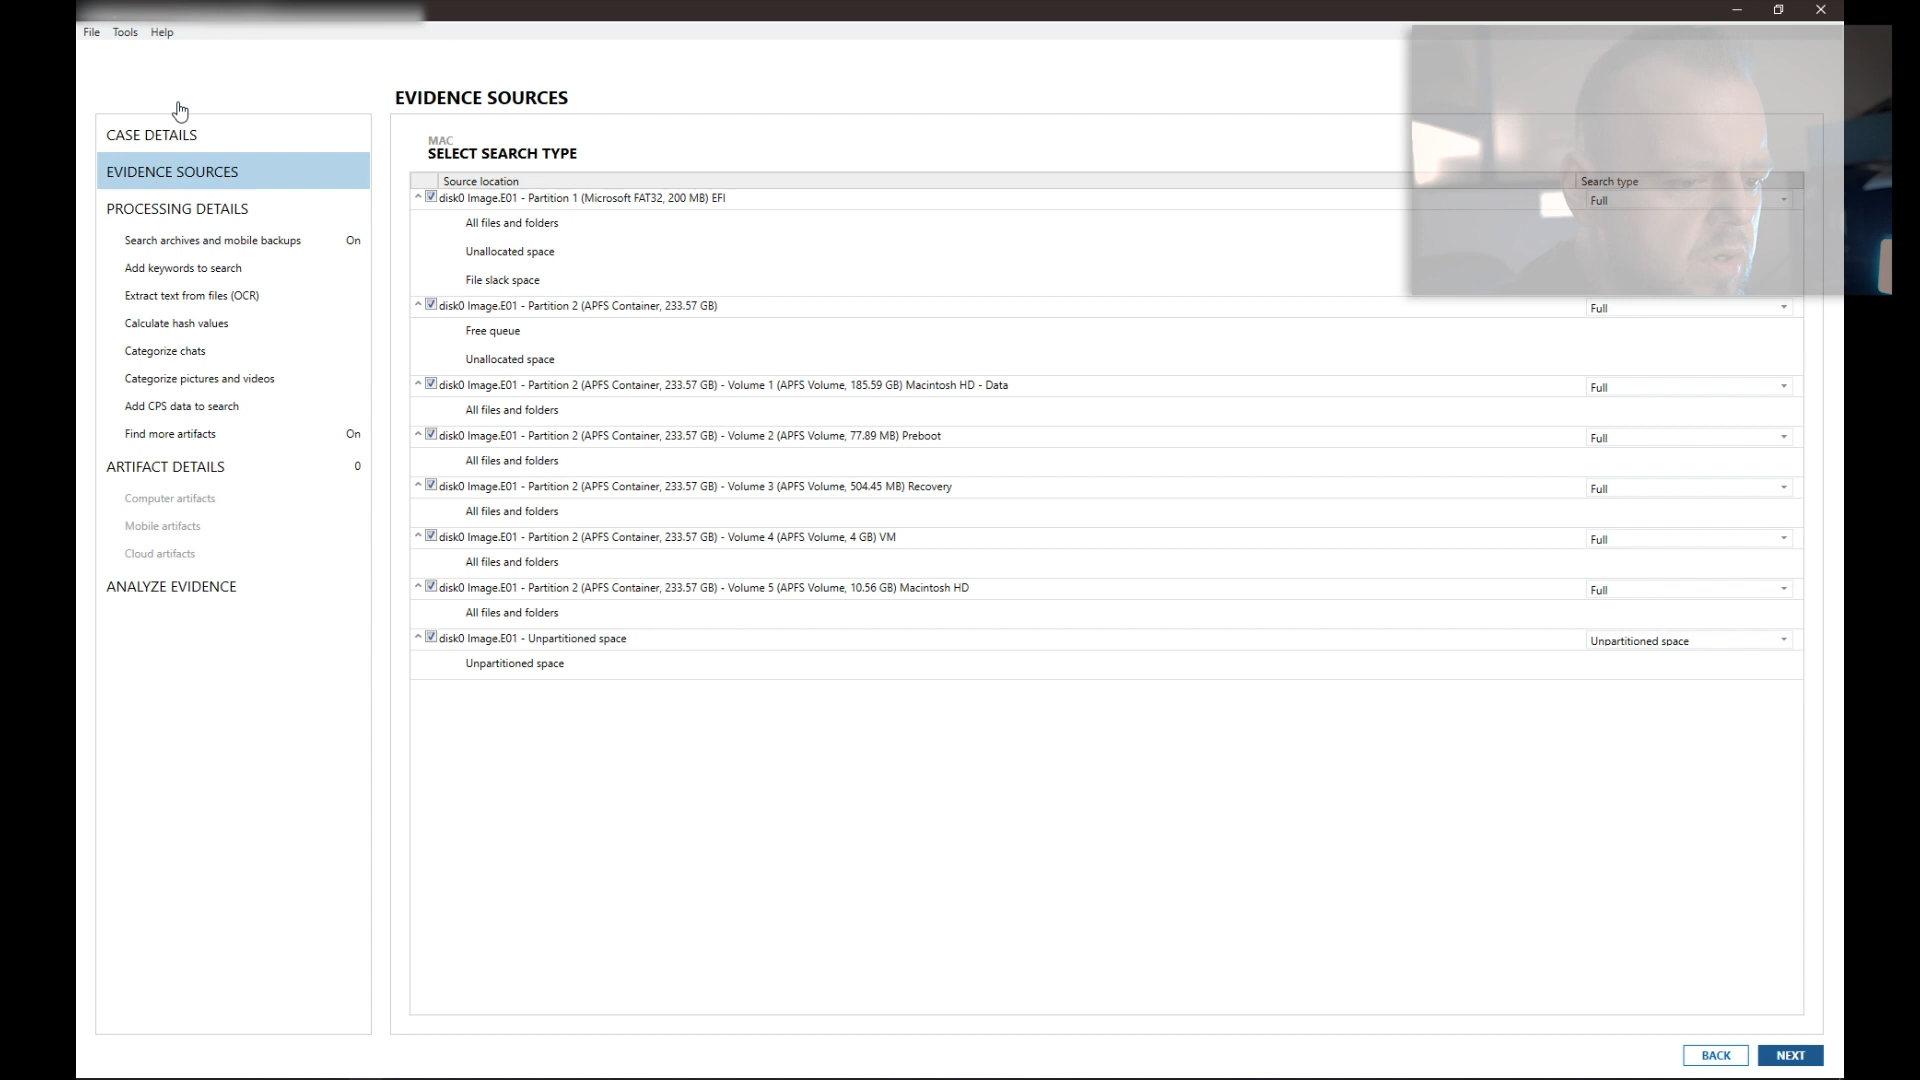 File Tools Help
EVIDENCE SOURCES
CASE DETAILS
EVIDENCE SOURCES
PROCESSING DETAILS
Search archives and mobile backups On
Add keywords to search
Extract text from files (OCR)
Calculate hash values
Categorize chats
Categorize pictures and videos
Add CPS data to search
Find more artifacts On
ARTIFACT DETAILS 0
Computer artifacts
Mobile artifacts
Cloud artifacts
ANALYZE EVIDENCE
MAC
SELECT SEARCH TYPE
Source location Search type
disk0 Image.E01 - Partition 1 (Microsoft FAT32, 200 MB) EFI Full
All files and folders
Unallocated space
File slack space
disk0 Image.E01 - Partition 2 (APFS Container, 233.57 GB) Full
Free queue
Unallocated space
disk0 Image.E01 - Partition 2 (APFS Container, 233.57 GB) - Volume 1 (APFS Volume, 185.59 GB) Macintosh HD - Data Full
All files and folders
disk0 Image.E01 - Partition 2 (APFS Container, 233.57 GB) - Volume 2 (APFS Volume, 77.89 MB) Preboot Full
All files and folders
disk0 Image.E01 - Partition 2 (APFS Container, 233.57 GB) - Volume 3 (APFS Volume, 504.45 MB) Recovery Full
All files and folders
disk0 Image.E01 - Partition 2 (APFS Container, 233.57 GB) - Volume 4 (APFS Volume, 4 GB) VM Full
All files and folders
disk0 Image.E01 - Partition 2 (APFS Container, 233.57 GB) - Volume 5 (APFS Volume, 10.56 GB) Macintosh HD Full
All files and folders
disk0 Image.E01 - Unpartitioned space Unpartitioned space
Unpartitioned space
BACK NEXT